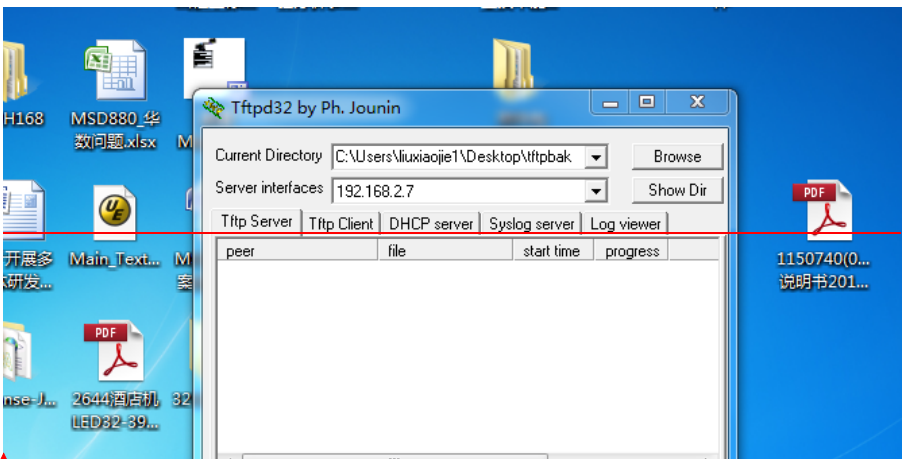 H168
MSD880_华
数问题.xlsx
M
Tftpd32 by Ph. Jounin
Current Directory C:\Users\liuxiaojie1\Desktop\tftpbak Browse
Server interfaces 192.168.2.7 Show Dir
Tftp Server Tftp Client DHCP server Syslog server Log viewer
peer file start time progress
PDF
UE
开展多
研发...
Main_Text...
M
案
1150740(0...
说明书201...
PDF
nse-J...
2644酒店机
LED32-39...
32